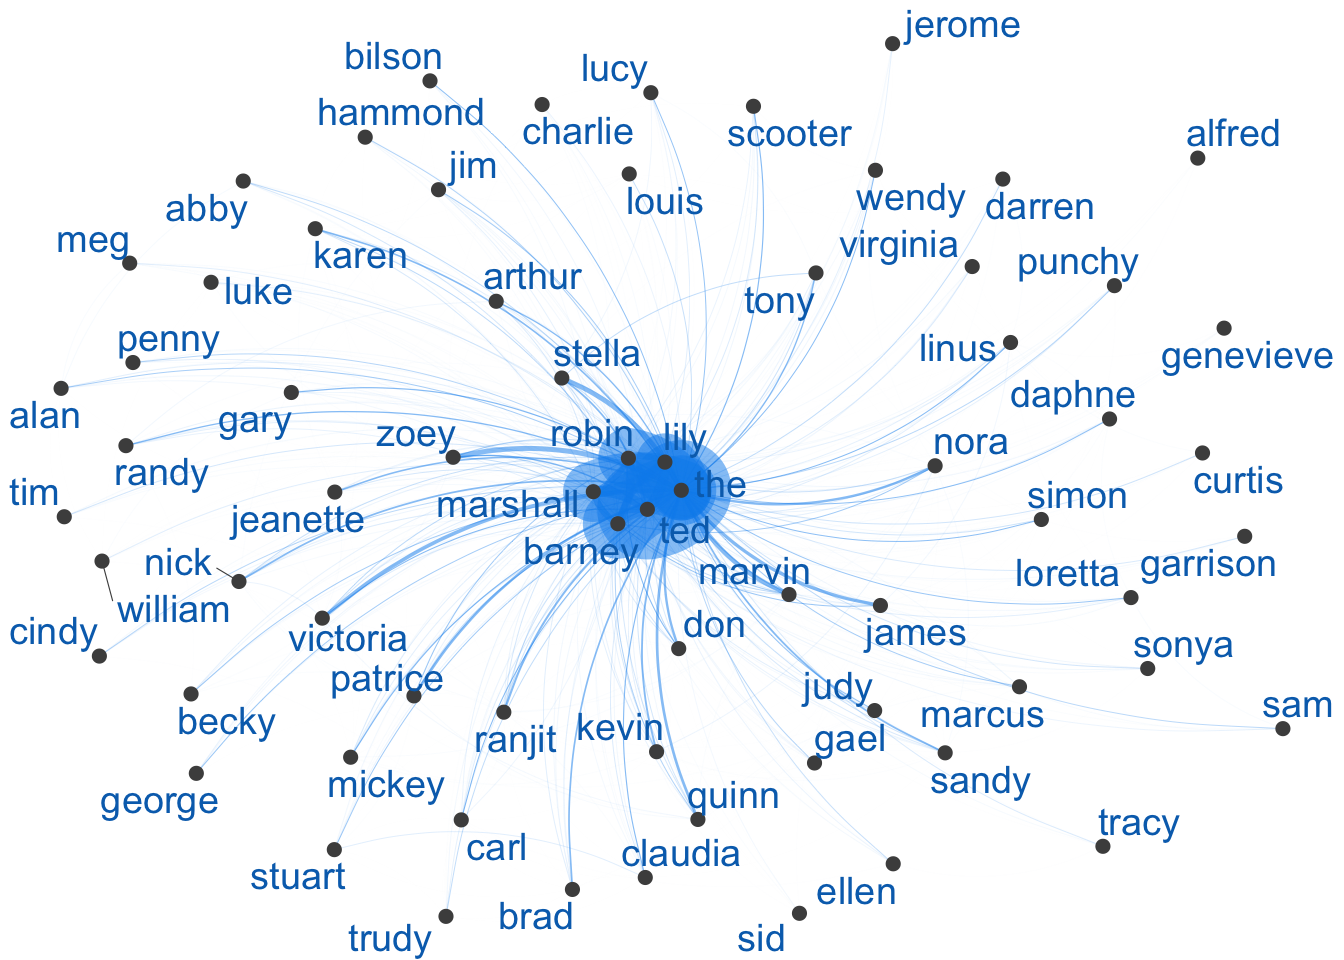 jerome
bilson
lucy
hammond
charlie
scooter
alfred
jim
louis
abby
wendy
darren
meg
karen
virginia
punchy
luke
arthur
tony
penny
stella
linus
genevieve
daphne
alan
gary
zoey
robin
lily
nora
randy
curtis
tim
marshall
the
simon
jeanette
ted
barney
nick
marvin
loretta
garrison
william
cindy
victoria
don
james
sonya
patrice
judy
becky
ranjit
kevin
gael
marcus
sam
mickey
sandy
george
quinn
tracy
carl
claudia
stuart
ellen
brad
trudy
sid